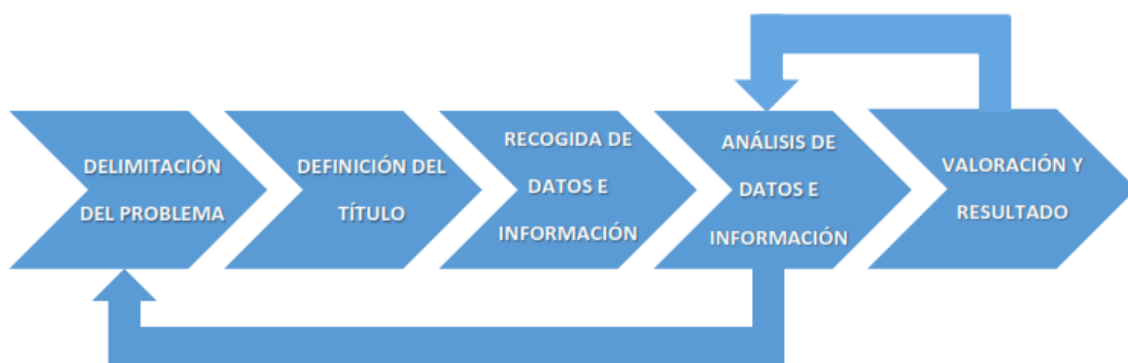 DELIMITACIÓN
DEL PROBLEMA
DEFINICIÓN DEL
TÍTULO
RECOGIDA DE
DATOS E
INFORMACIÓN
ANÁLISIS DE
DATOS E
INFORMACIÓN
VALORACIÓN Y
RESULTADO